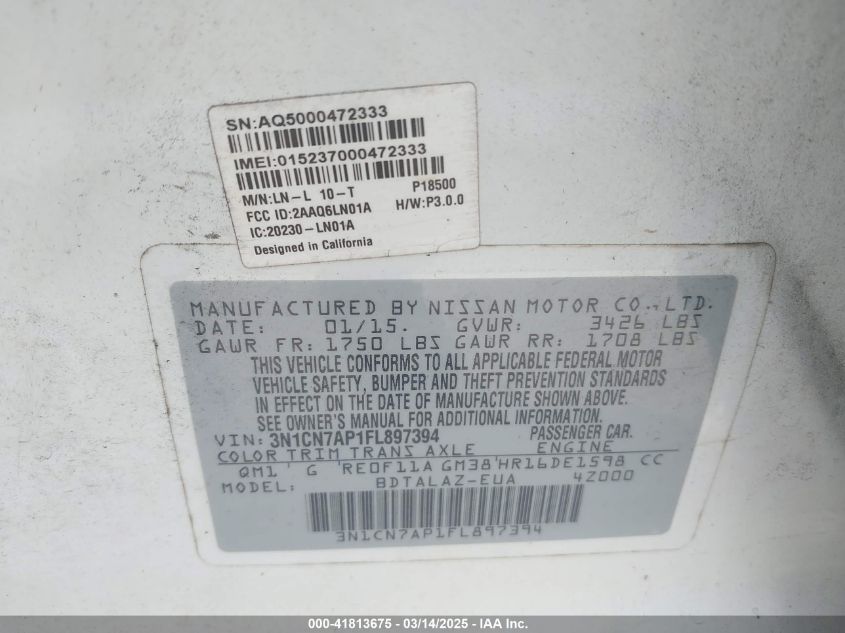 SN:AQ5000472333
IMEI:015237000472333
M/N:LN-L 10-T P18500
FCC ID:2AAQ6LN01A H/W:P3.0.0
IC:20230-LN01A
Designed in California
MANUFACTURED BY NISSAN MOTOR CO., LTD.
DATE: 01/15. GVWR: 3426 LBS
GAWR FR: 1750 LBS GAWR RR: 1708 LBS
THIS VEHICLE CONFORMS TO ALL APPLICABLE FEDERAL MOTOR
VEHICLE SAFETY, BUMPER AND THEFT PREVENTION STANDARDS
IN EFFECT ON THE DATE OF MANUFACTURE SHOWN ABOVE.
SEE OWNER'S MANUAL FOR ADDITIONAL INFORMATION.
VIN: 3N1CN7AP1FL897394 PASSENGER CAR.
COLOR TRIM TRANS AXLE ENGINE
QM1 ' G 'RE0F11A GM38'HR16DE1598 CC
MODEL: BDTALAZ-EUA 4Z000
3N1CN7AP1FL897394
000-41813675 / 03/14/2025 - IAA Inc.